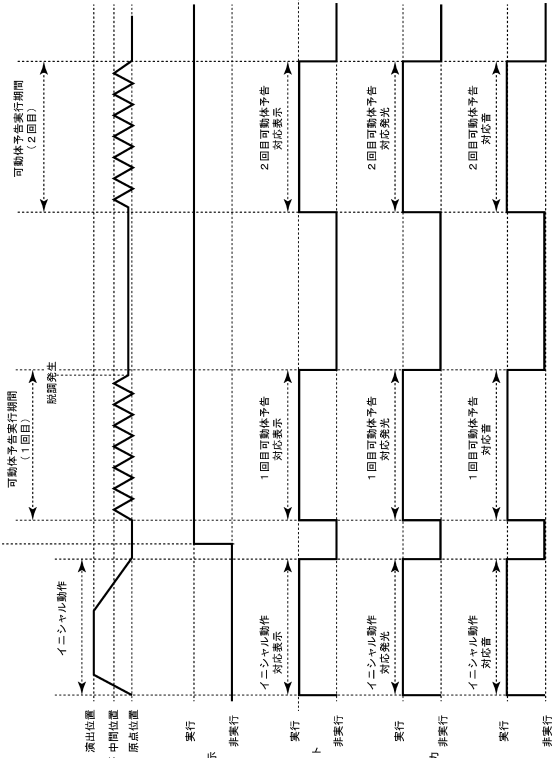 可動体予告実行期間
(1回目)
可動体予告実行期間
(2回目)
脱調発生
イニシャル動作
演出位置
中間位置
原点位置
実行
非実行
示
イニシャル動作
対応表示
1回目可動体予告
対応表示
2回目可動体予告
対応表示
実行
非実行
ト
イニシャル動作
対応発光
1回目可動体予告
対応発光
2回目可動体予告
対応発光
実行
非実行
カ
イニシャル動作
対応音
1回目可動体予告
対応音
2回目可動体予告
対応音
実行
非実行